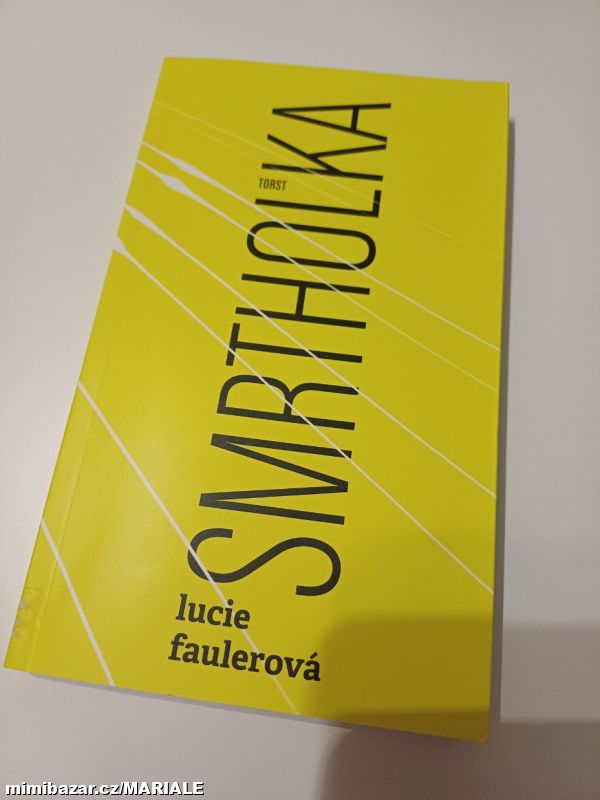 TORST
SMRTHOLKA
lucie
faulerová
mimibazar.cz/MARIALE